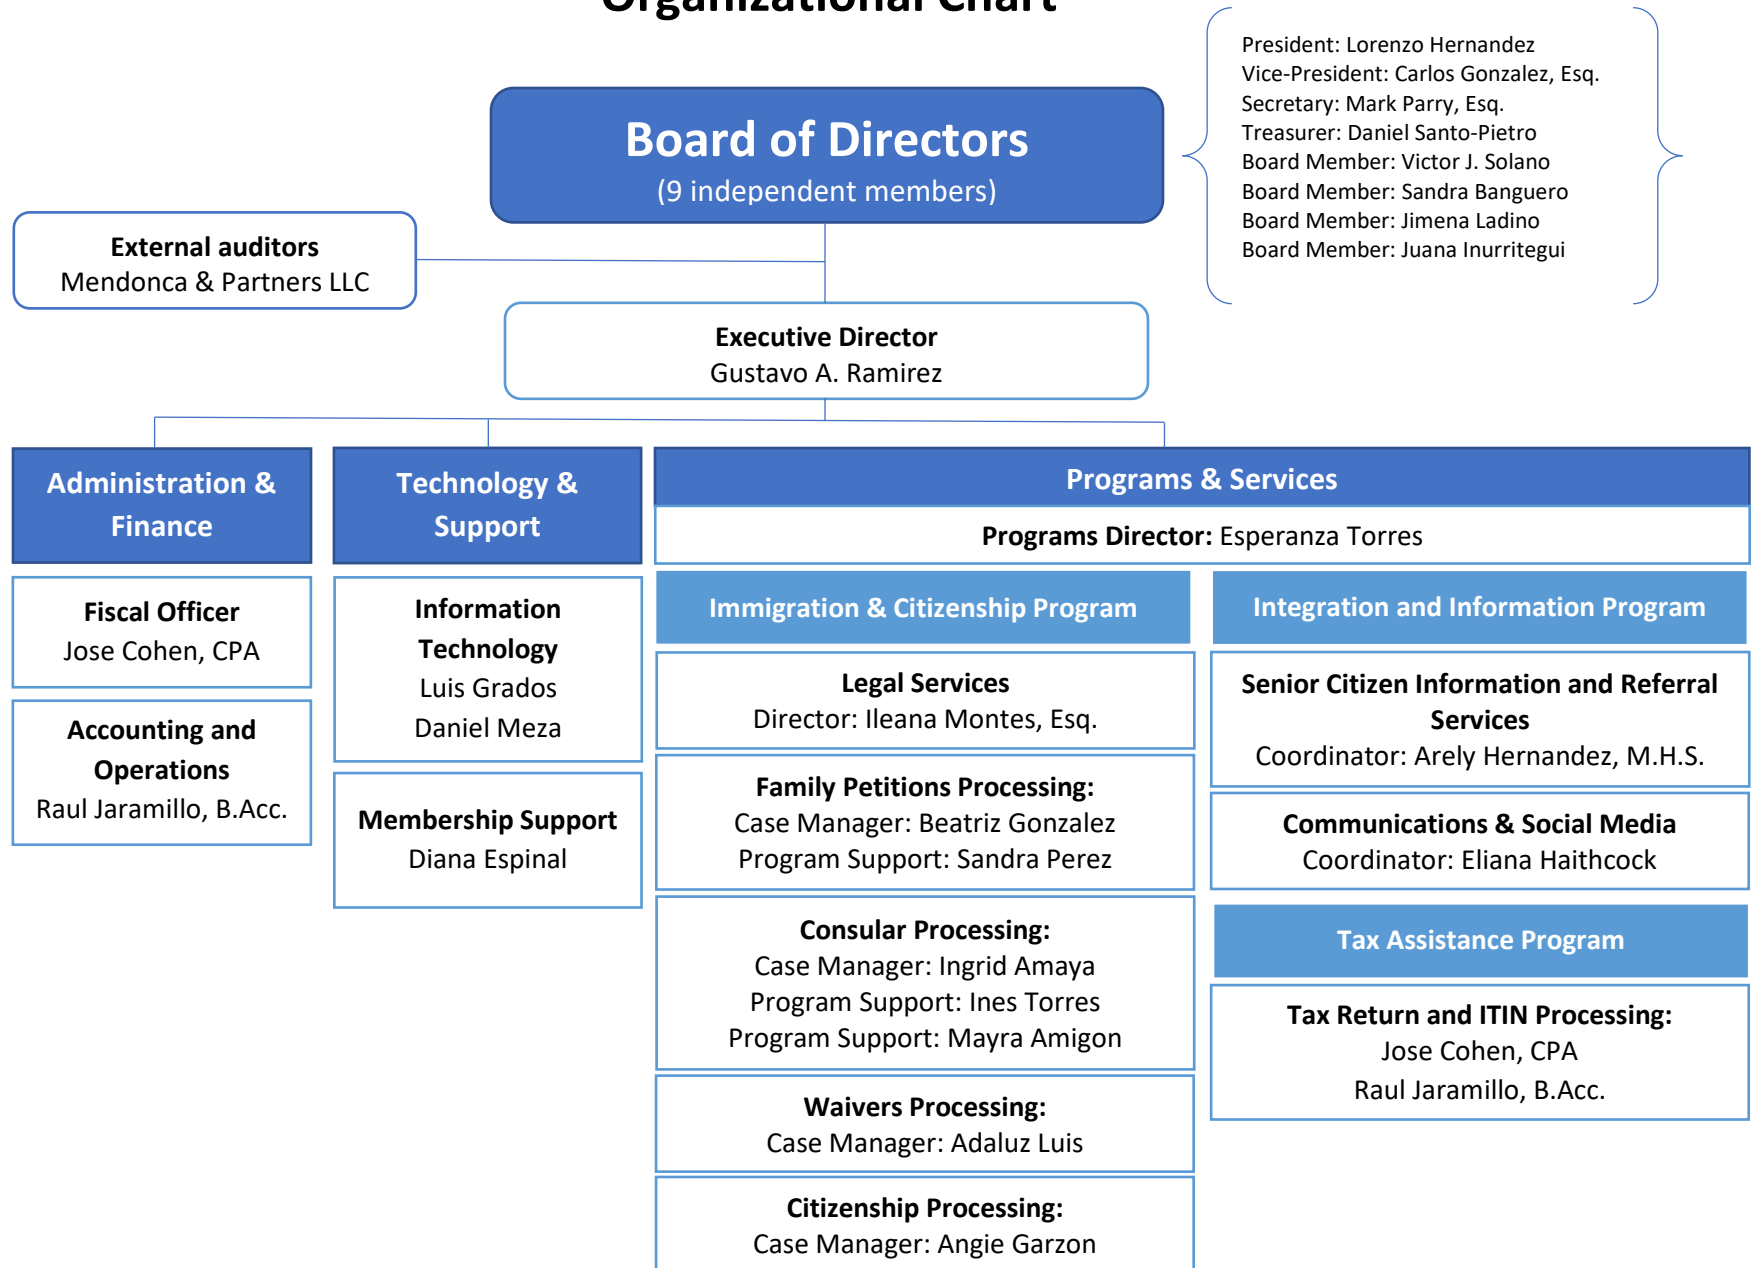 Organizational Chart
President: Lorenzo Hernandez
Vice-President: Carlos Gonzalez, Esq.
Secretary: Mark Parry, Esq.
Treasurer: Daniel Santo-Pietro
Board Member: Victor J. Solano
Board Member: Sandra Banguero
Board Member: Jimena Ladino
Board Member: Juana Inurritegui
Board of Directors
(9 independent members)
External auditors
Mendonca & Partners LLC
Executive Director
Gustavo A. Ramirez
Administration &
Finance
Fiscal Officer
Jose Cohen, CPA
Accounting and
Operations
Raul Jaramillo, B.Acc.
Technology &
Support
Information
Technology
Luis Grados
Daniel Meza
Membership Support
Diana Espinal
Programs & Services
Programs Director: Esperanza Torres
Immigration & Citizenship Program
Legal Services
Director: Ileana Montes, Esq.
Family Petitions Processing:
Case Manager: Beatriz Gonzalez
Program Support: Sandra Perez
Consular Processing:
Case Manager: Ingrid Amaya
Program Support: Ines Torres
Program Support: Mayra Amigon
Waivers Processing:
Case Manager: Adaluz Luis
Citizenship Processing:
Case Manager: Angie Garzon
Integration and Information Program
Senior Citizen Information and Referral
Services
Coordinator: Arely Hernandez, M.H.S.
Communications & Social Media
Coordinator: Eliana Haithcock
Tax Assistance Program
Tax Return and ITIN Processing:
Jose Cohen, CPA
Raul Jaramillo, B.Acc.